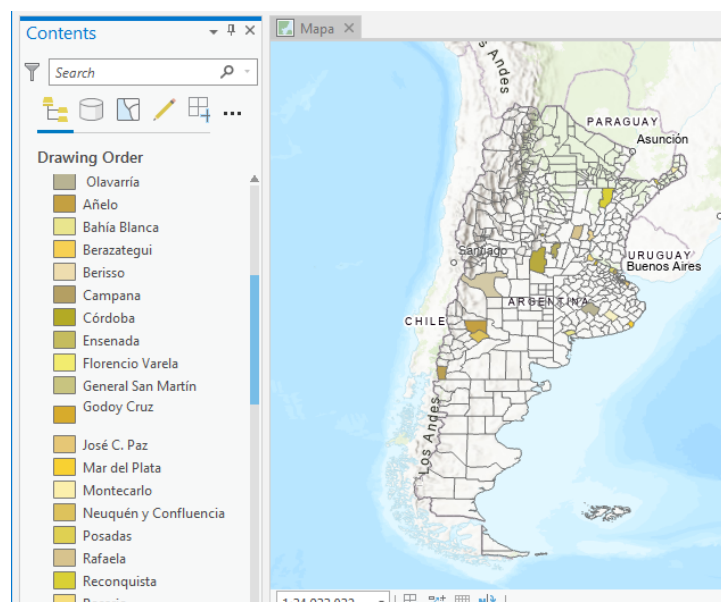 Contents
Mapa
Search
Drawing Order
Olavarría
Añelo
Bahía Blanca
Berazategui
Berisso
Campana
Córdoba
Ensenada
Florencio Varela
General San Martín
Godoy Cruz
José C. Paz
Mar del Plata
Montecarlo
Neuquén y Confluencia
Posadas
Rafaela
Reconquista
Los Andes
PARAGUAY
Asunción
Santiago
URUGUAY
Buenos Aires
ARGENTINA
CHILE
Los Andes